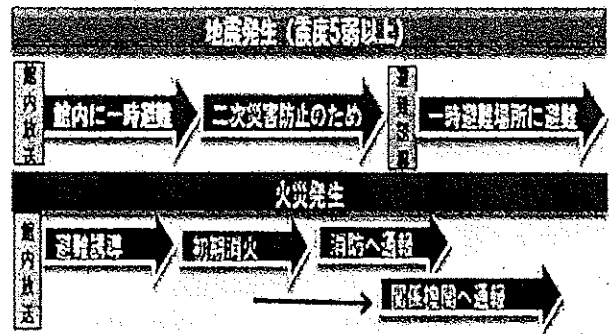 地震発生（震度5弱以上）
館内放送
館内に一時避難
二次災害防止のため
一時避難場所に避難
火災発生
館内放送
避難誘導
初期消火
消防へ通報
関係機関へ通報